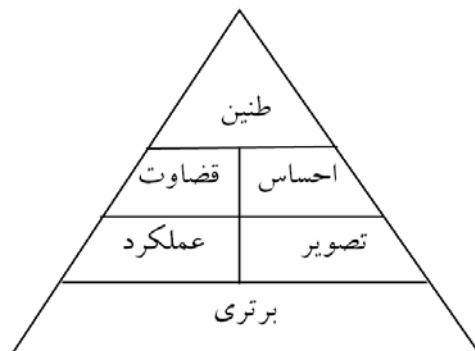 طنین
احساس قضاوت
تصویر عملکرد
برتری